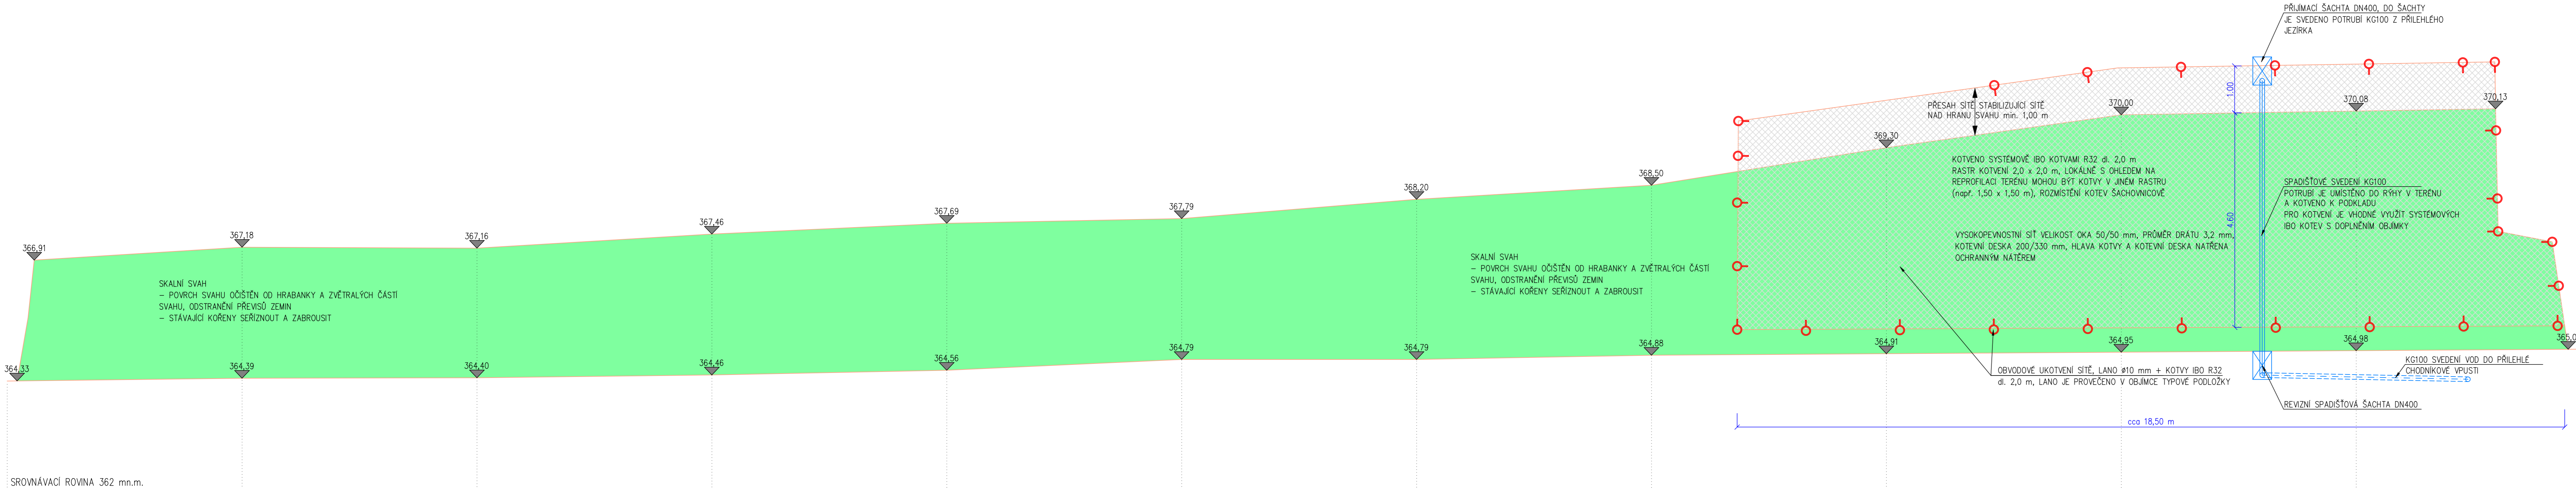 PŘIJÍMACÍ ŠACHTA DN400, DO ŠACHTY
JE SVEDENO POTRUBÍ KG100 Z PŘILEHLÉHO
JEZÍRKA
1,00
PŘESAH SÍTĚ STABILIZUJÍCÍ SÍTĚ
NAD HRANU SVAHU min. 1,00 m
370,00
370,08
370,13
369,30
KOTVENO SYSTÉMOVĚ IBO KOTVAMI R32 dl. 2,0 m
RASTR KOTVENÍ 2,0 x 2,0 m, LOKÁLNĚ S OHLEDEM NA
REPROFILACI TERÉNU MOHOU BÝT KOTVY V JINÉM RASTRU
(např. 1,50 x 1,50 m), ROZMÍSTĚNÍ KOTEV ŠACHOVNICOVĚ
4,60
SPADIŠŤOVÉ SVEDENÍ KG100
POTRUBÍ JE UMÍSTĚNO DO RÝHY V TERÉNU
A KOTVENO K PODKLADU
PRO KOTVENÍ JE VHODNÉ VYUŽÍT SYSTÉMOVÝCH
IBO KOTEV S DOPLNĚNÍM OBJÍMKY
VYSOKOPEVNOSTNÍ SÍŤ VELIKOST OKA 50/50 mm, PRŮMĚR DRÁTU 3,2 mm,
KOTEVNÍ DESKA 200/330 mm, HLAVA KOTVY A KOTEVNÍ DESKA NATŘENA
OCHRANNÝM NÁTĚREM
366,91
367,18
367,16
367,46
367,69
367,79
368,20
368,50
SKALNÍ SVAH
- POVRCH SVAHU OČIŠTĚN OD HRABANKY A ZVĚTRALÝCH ČÁSTÍ
SVAHU, ODSTRANĚNÍ PŘEVISŮ ZEMIN
- STÁVAJÍCÍ KOŘENY SEŘÍZNOUT A ZABROUSIT
SKALNÍ SVAH
- POVRCH SVAHU OČIŠTĚN OD HRABANKY A ZVĚTRALÝCH ČÁSTÍ
SVAHU, ODSTRANĚNÍ PŘEVISŮ ZEMIN
- STÁVAJÍCÍ KOŘENY SEŘÍZNOUT A ZABROUSIT
364,33
364,39
364,40
364,46
364,56
364,79
364,79
364,88
364,91
364,95
364,98
365,0
OBVODOVÉ UKOTVENÍ SÍTĚ, LANO Ø10 mm + KOTVY IBO R32
dl. 2,0 m, LANO JE PROVEČENO V OBJÍMCE TYPOVÉ PODLOŽKY
KG100 SVEDENÍ VOD DO PŘILEHLÉ
CHODNÍKOVÉ VPUSTI
REVIZNÍ SPADIŠŤOVÁ ŠACHTA DN400
cca 18,50 m
SROVNÁVACÍ ROVINA 362 mn.m.